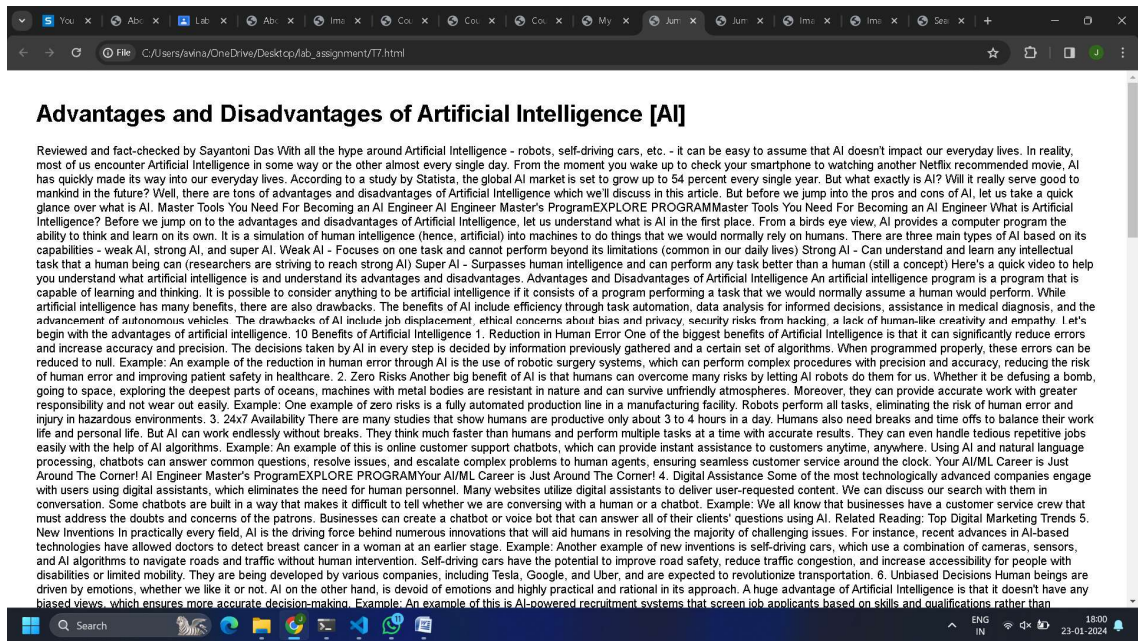 You
Abc
Lab
Abc
Ima
Cou
Cou
Cou
My
Jum
Jum
Ima
Ima
Sea
File C:/Users/avina/OneDrive/Desktop/lab_assignment/T7.html
Advantages and Disadvantages of Artificial Intelligence [AI]
Reviewed and fact-checked by Sayantoni Das With all the hype around Artificial Intelligence - robots, self-driving cars, etc. - it can be easy to assume that AI doesn't impact our everyday lives. In reality,
most of us encounter Artificial Intelligence in some way or the other almost every single day. From the moment you wake up to check your smartphone to watching another Netflix recommended movie, AI
has quickly made its way into our everyday lives. According to a study by Statista, the global AI market is set to grow up to 54 percent every single year. But what exactly is AI? Will it really serve good to
mankind in the future? Well, there are tons of advantages and disadvantages of Artificial Intelligence which we'll discuss in this article. But before we jump into the pros and cons of AI, let us take a quick
glance over what is AI. Master Tools You Need For Becoming an AI Engineer AI Engineer Master's ProgramEXPLORE PROGRAMMaster Tools You Need For Becoming an AI Engineer What is Artificial
Intelligence? Before we jump on to the advantages and disadvantages of Artificial Intelligence, let us understand what is AI in the first place. From a birds eye view, AI provides a computer program the
ability to think and learn on its own. It is a simulation of human intelligence (hence, artificial) into machines to do things that we would normally rely on humans. There are three main types of AI based on its
capabilities - weak AI, strong AI, and super AI. Weak AI - Focuses on one task and cannot perform beyond its limitations (common in our daily lives) Strong AI - Can understand and learn any intellectual
task that a human being can (researchers are striving to reach strong AI) Super AI - Surpasses human intelligence and can perform any task better than a human (still a concept) Here's a quick video to help
you understand what artificial intelligence is and understand its advantages and disadvantages. Advantages and Disadvantages of Artificial Intelligence An artificial intelligence program is a program that is
capable of learning and thinking. It is possible to consider anything to be artificial intelligence if it consists of a program performing a task that we would normally assume a human would perform. While
artificial intelligence has many benefits, there are also drawbacks. The benefits of AI include efficiency through task automation, data analysis for informed decisions, assistance in medical diagnosis, and the
advancement of autonomous vehicles. The drawbacks of AI include job displacement, ethical concerns about bias and privacy, security risks from hacking, a lack of human-like creativity and empathy. Let's
begin with the advantages of artificial intelligence. 10 Benefits of Artificial Intelligence 1. Reduction in Human Error One of the biggest benefits of Artificial Intelligence is that it can significantly reduce errors
and increase accuracy and precision. The decisions taken by AI in every step is decided by information previously gathered and a certain set of algorithms. When programmed properly, these errors can be
reduced to null. Example: An example of the reduction in human error through AI is the use of robotic surgery systems, which can perform complex procedures with precision and accuracy, reducing the risk
of human error and improving patient safety in healthcare. 2. Zero Risks Another big benefit of AI is that humans can overcome many risks by letting AI robots do them for us. Whether it be defusing a bomb,
going to space, exploring the deepest parts of oceans, machines with metal bodies are resistant in nature and can survive unfriendly atmospheres. Moreover, they can provide accurate work with greater
responsibility and not wear out easily. Example: One example of zero risks is a fully automated production line in a manufacturing facility. Robots perform all tasks, eliminating the risk of human error and
injury in hazardous environments. 3. 24x7 Availability There are many studies that show humans are productive only about 3 to 4 hours in a day. Humans also need breaks and time offs to balance their work
life and personal life. But AI can work endlessly without breaks. They think much faster than humans and perform multiple tasks at a time with accurate results. They can even handle tedious repetitive jobs
easily with the help of AI algorithms. Example: An example of this is online customer support chatbots, which can provide instant assistance to customers anytime, anywhere. Using AI and natural language
processing, chatbots can answer common questions, resolve issues, and escalate complex problems to human agents, ensuring seamless customer service around the clock. Your AI/ML Career is Just
Around The Corner! AI Engineer Master's ProgramEXPLORE PROGRAMYour AI/ML Career is Just Around The Corner! 4. Digital Assistance Some of the most technologically advanced companies engage
with users using digital assistants, which eliminates the need for human personnel. Many websites utilize digital assistants to deliver user-requested content. We can discuss our search with them in
conversation. Some chatbots are built in a way that makes it difficult to tell whether we are conversing with a human or a chatbot. Example: We all know that businesses have a customer service crew that
must address the doubts and concerns of the patrons. Businesses can create a chatbot or voice bot that can answer all of their clients' questions using AI. Related Reading: Top Digital Marketing Trends 5.
New Inventions In practically every field, AI is the driving force behind numerous innovations that will aid humans in resolving the majority of challenging issues. For instance, recent advances in AI-based
technologies have allowed doctors to detect breast cancer in a woman at an earlier stage. Example: Another example of new inventions is self-driving cars, which use a combination of cameras, sensors,
and AI algorithms to navigate roads and traffic without human intervention. Self-driving cars have the potential to improve road safety, reduce traffic congestion, and increase accessibility for people with
disabilities or limited mobility. They are being developed by various companies, including Tesla, Google, and Uber, and are expected to revolutionize transportation. 6. Unbiased Decisions Human beings are
driven by emotions, whether we like it or not. AI on the other hand, is devoid of emotions and highly practical and rational in its approach. A huge advantage of Artificial Intelligence is that it doesn't have any
biased views, which ensures more accurate decision-making. Example: An example of this is AI-powered recruitment systems that screen job applicants based on skills and qualifications rather than
Search
ENG
IN
18:00
23-01-2024